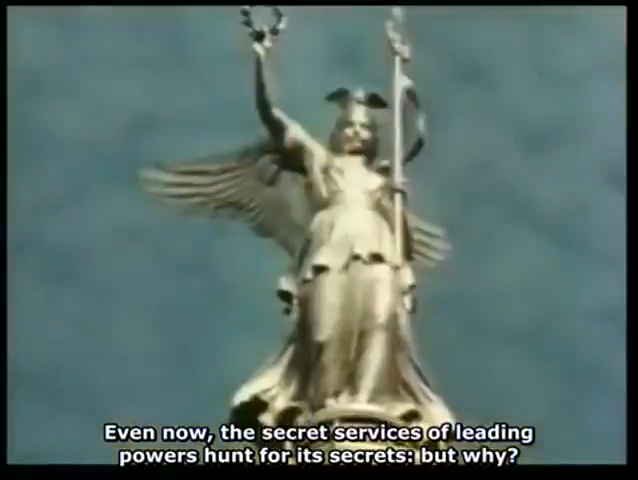 Even now, the secret services of leading
powers hunt for its secrets: but why?